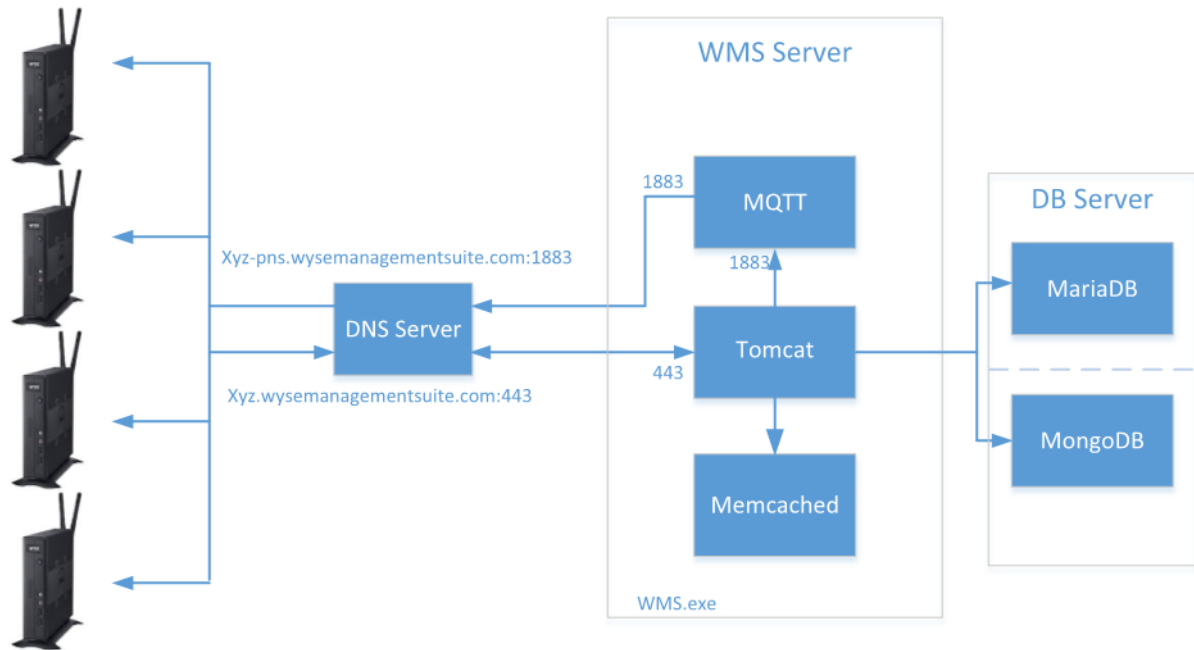 WMS Server
MQTT
1883
1883
Xyz-pns.wysemanagementsuite.com:1883
DNS Server
Tomcat
443
Xyz.wysemanagementsuite.com:443
Memcached
WMS.exe
DB Server
MariaDB
MongoDB